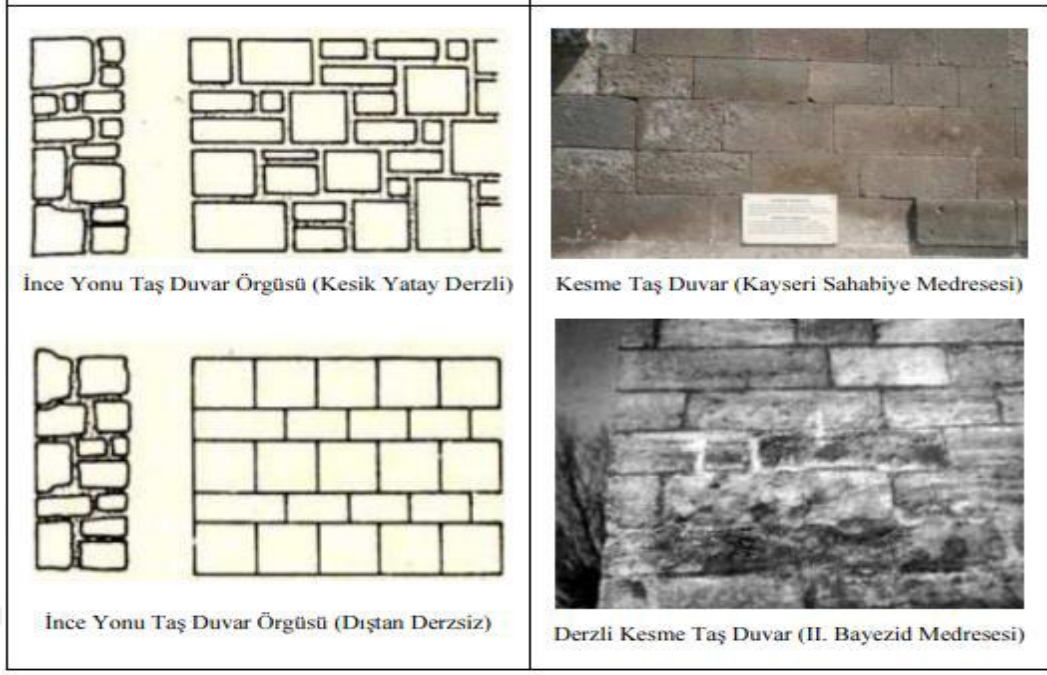 İnce Yonu Taş Duvar Örgüsü (Kesik Yatay Derzli)
Kesme Taş Duvar (Kayseri Sahabiye Medresesi)
İnce Yonu Taş Duvar Örgüsü (Dıştan Derzsiz)
Derzli Kesme Taş Duvar (II. Bayezid Medresesi)